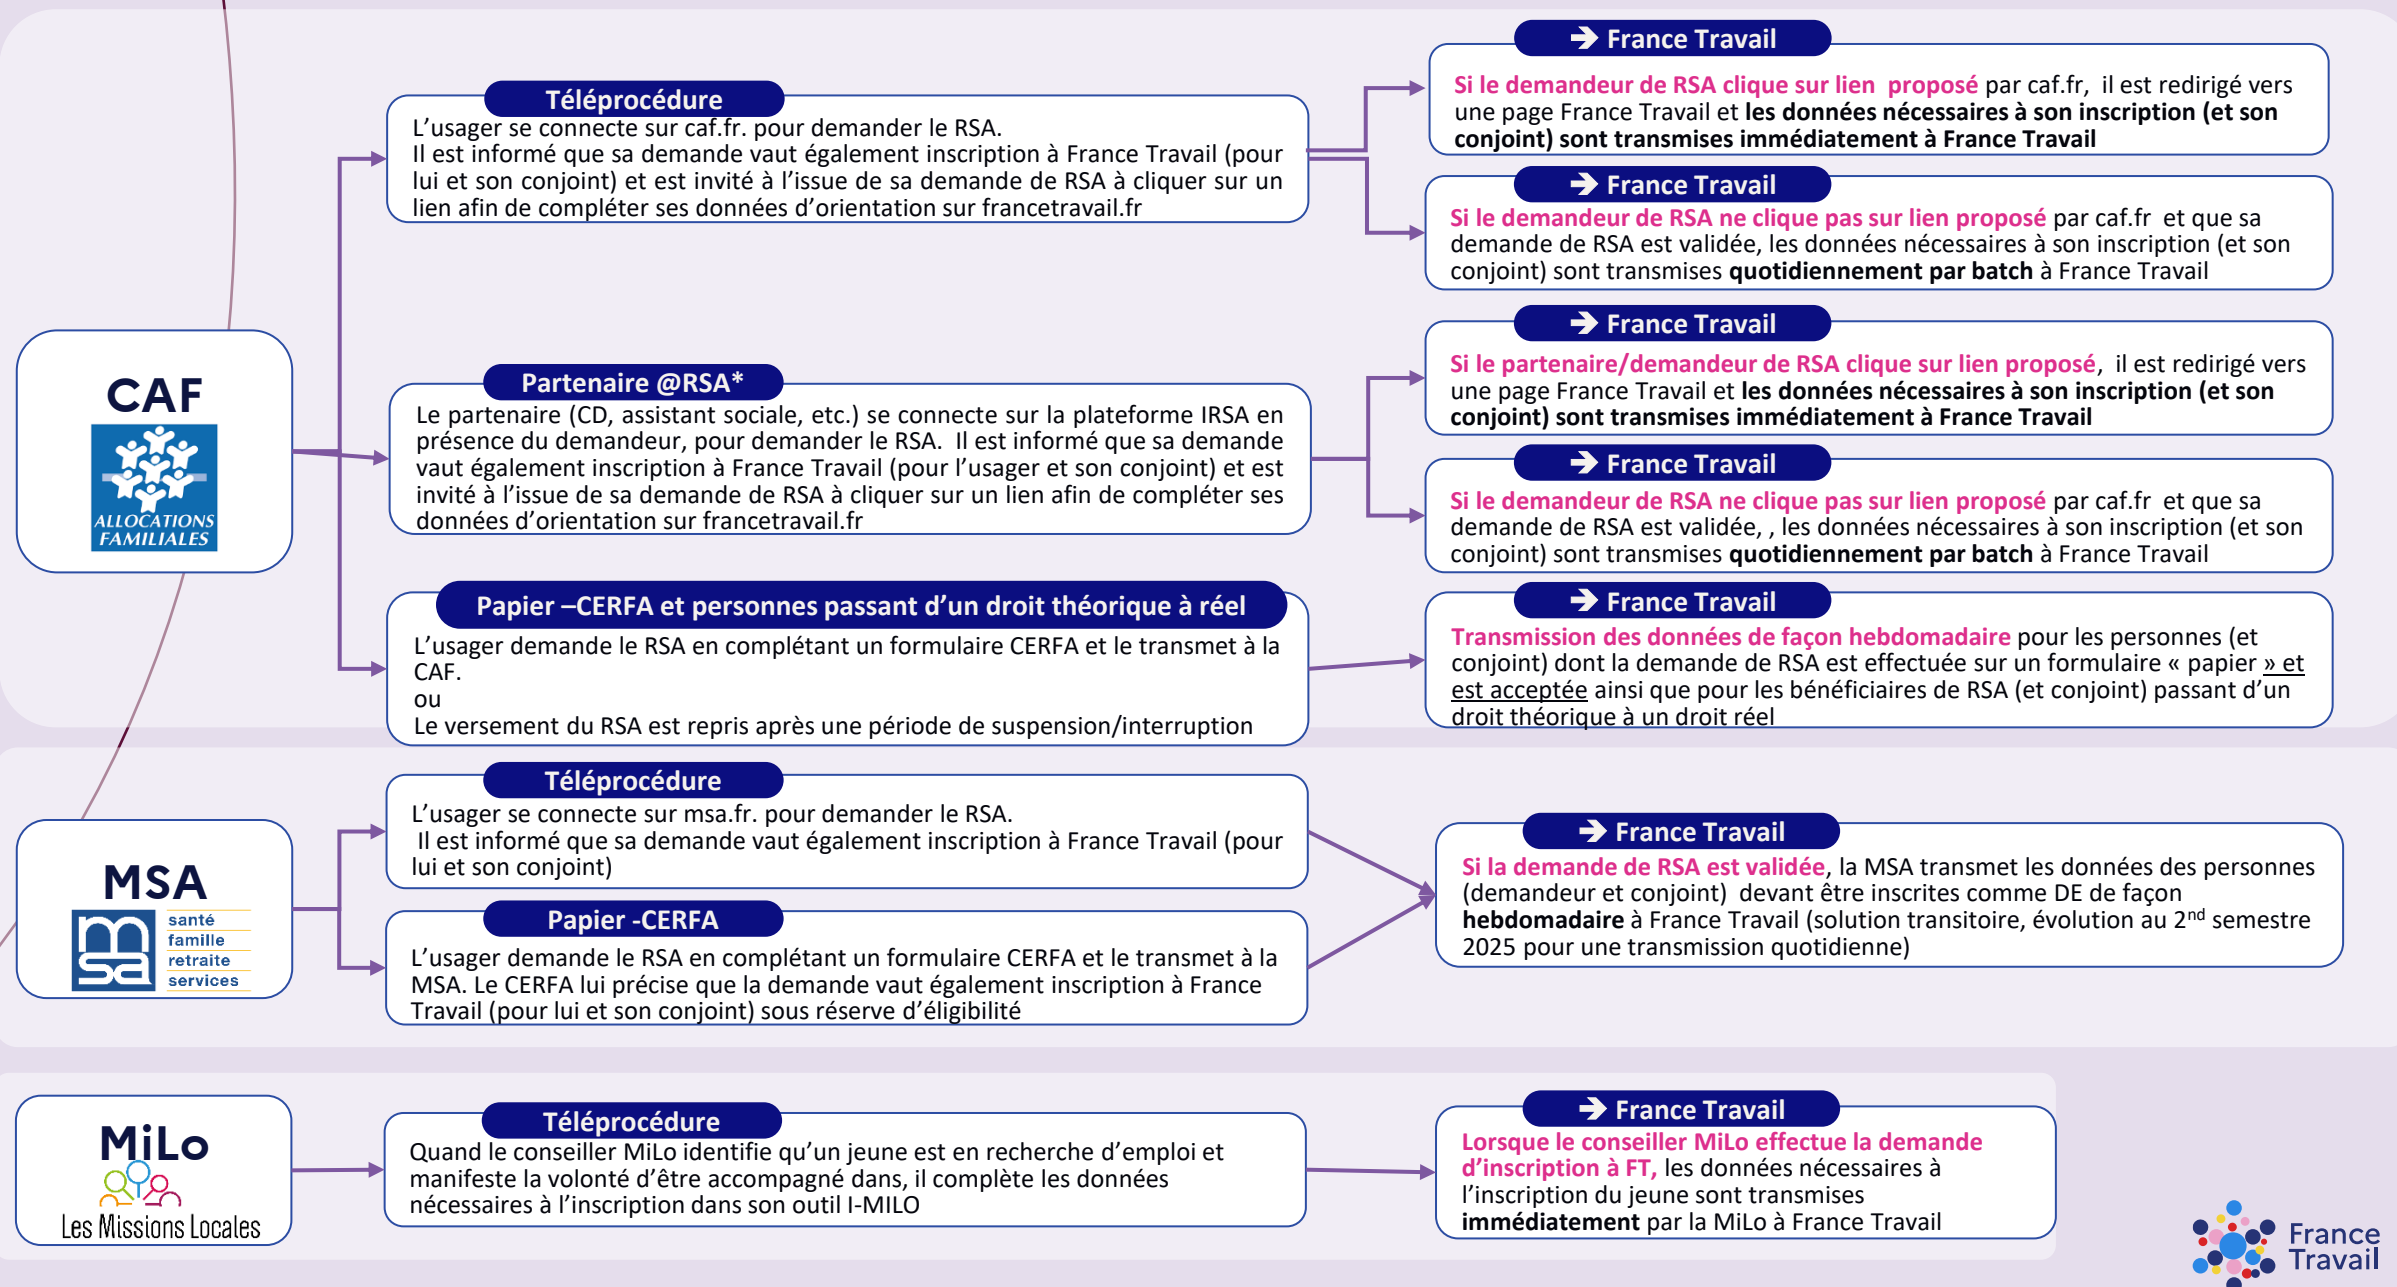 CAF
ALLOCATIONS
FAMILIALES
Téléprocédure
L'usager se connecte sur caf.fr. pour demander le RSA.
Il est informé que sa demande vaut également inscription à France Travail (pour
lui et son conjoint) et est invité à l'issue de sa demande de RSA à cliquer sur un
lien afin de compléter ses données d'orientation sur francetravail.fr
➔ France Travail
Si le demandeur de RSA clique sur lien proposé par caf.fr, il est redirigé vers
une page France Travail et les données nécessaires à son inscription (et son
conjoint) sont transmises immédiatement à France Travail
➔ France Travail
Si le demandeur de RSA ne clique pas sur lien proposé par caf.fr et que sa
demande de RSA est validée, les données nécessaires à son inscription (et son
conjoint) sont transmises quotidiennement par batch à France Travail
Partenaire @RSA*
Le partenaire (CD, assistant sociale, etc.) se connecte sur la plateforme IRSA en
présence du demandeur, pour demander le RSA. Il est informé que sa demande
vaut également inscription à France Travail (pour l'usager et son conjoint) et est
invité à l'issue de sa demande de RSA à cliquer sur un lien afin de compléter ses
données d'orientation sur francetravail.fr
➔ France Travail
Si le partenaire/demandeur de RSA clique sur lien proposé, il est redirigé vers
une page France Travail et les données nécessaires à son inscription (et son
conjoint) sont transmises immédiatement à France Travail
➔ France Travail
Si le demandeur de RSA ne clique pas sur lien proposé par caf.fr et que sa
demande de RSA est validée, , les données nécessaires à son inscription (et son
conjoint) sont transmises quotidiennement par batch à France Travail
Papier –CERFA et personnes passant d'un droit théorique à réel
L'usager demande le RSA en complétant un formulaire CERFA et le transmet à la
CAF.
ou
Le versement du RSA est repris après une période de suspension/interruption
➔ France Travail
Transmission des données de façon hebdomadaire pour les personnes (et
conjoint) dont la demande de RSA est effectuée sur un formulaire « papier » et
est acceptée ainsi que pour les bénéficiaires de RSA (et conjoint) passant d'un
droit théorique à un droit réel
MSA
msa
santé
famille
retraite
services
Téléprocédure
L'usager se connecte sur msa.fr. pour demander le RSA.
Il est informé que sa demande vaut également inscription à France Travail (pour
lui et son conjoint)
Papier -CERFA
L'usager demande le RSA en complétant un formulaire CERFA et le transmet à la
MSA. Le CERFA lui précise que la demande vaut également inscription à France
Travail (pour lui et son conjoint) sous réserve d'éligibilité
➔ France Travail
Si la demande de RSA est validée, la MSA transmet les données des personnes
(demandeur et conjoint) devant être inscrites comme DE de façon
hebdomadaire à France Travail (solution transitoire, évolution au 2nd semestre
2025 pour une transmission quotidienne)
MiLo
Les Missions Locales
Téléprocédure
Quand le conseiller MiLo identifie qu'un jeune est en recherche d'emploi et
manifeste la volonté d'être accompagné dans, il complète les données
nécessaires à l'inscription dans son outil I-MILO
➔ France Travail
Lorsque le conseiller MiLo effectue la demande
d'inscription à FT, les données nécessaires à
l'inscription du jeune sont transmises
immédiatement par la MiLo à France Travail
France
Travail